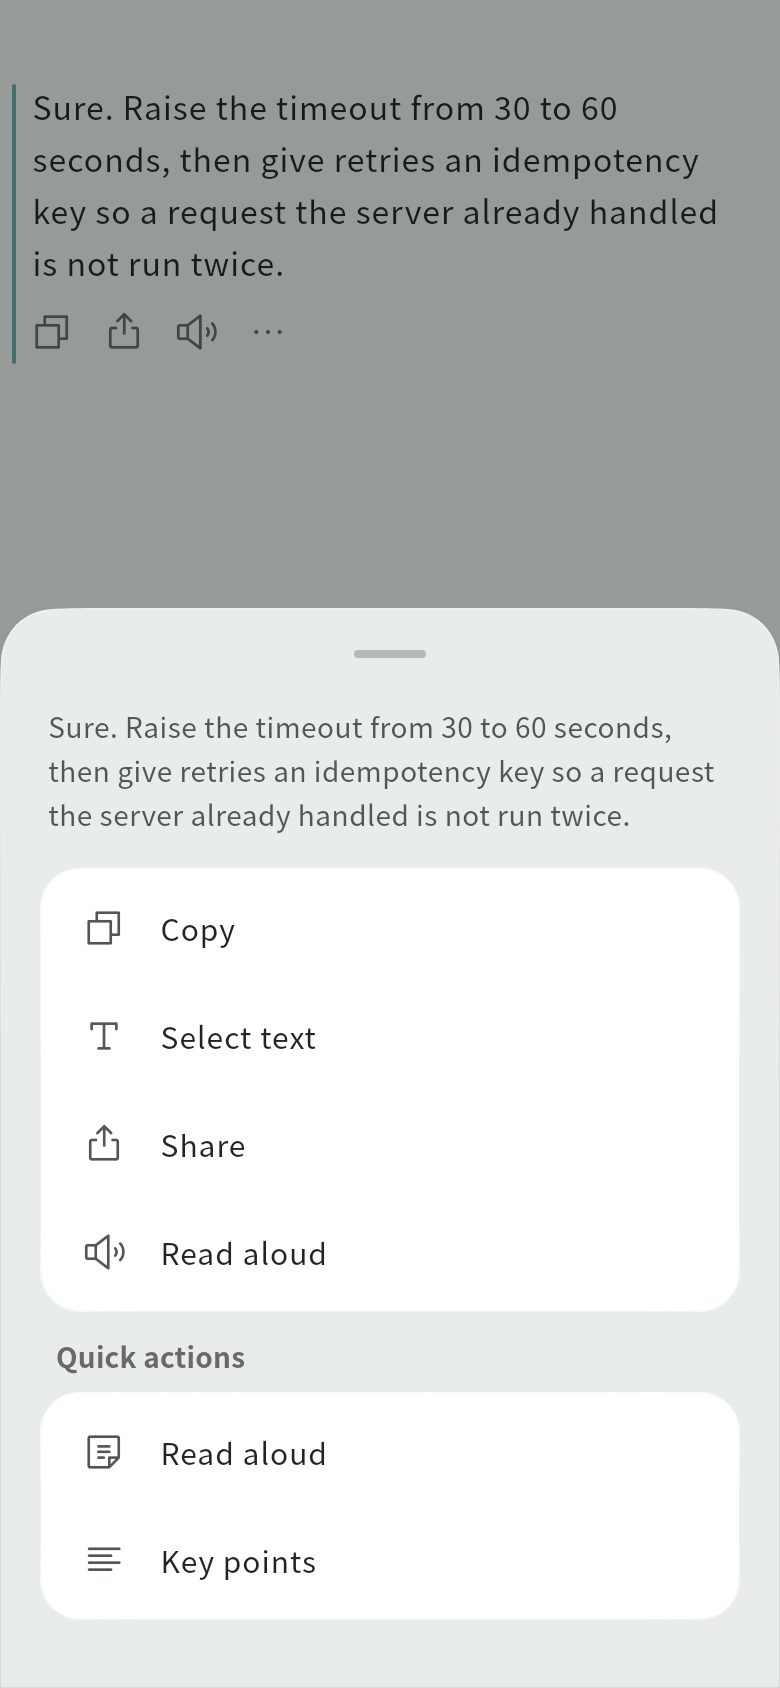 Sure. Raise the timeout from 30 to 60
seconds, then give retries an idempotency
key so a request the server already handled
is not run twice.
Sure. Raise the timeout from 30 to 60 seconds,
then give retries an idempotency key so a request
the server already handled is not run twice.
Copy
Select text
Share
Read aloud
Quick actions
Read aloud
Key points